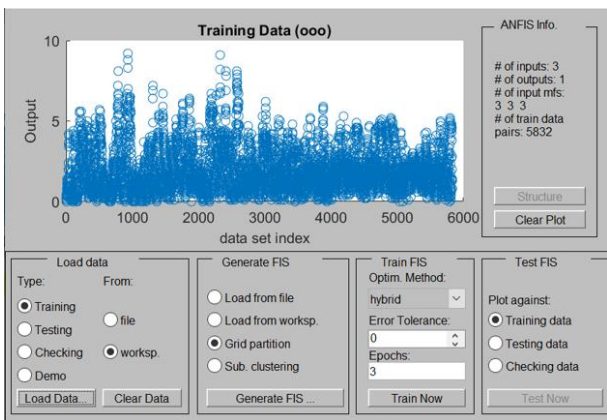 Training Data (ooo)
10
5
0
Output
0
1000
2000
3000
4000
5000
6000
data set index
ANFIS Info.
# of inputs: 3
# of outputs: 1
# of input mfs:
3 3 3
# of train data
pairs: 5832
Structure
Clear Plot
Load data
Type:
From:
Training
Testing
Checking
Demo
file
worksp.
Load Data...
Clear Data
Generate FIS
Load from file
Load from worksp.
Grid partition
Sub. clustering
Generate FIS ...
Train FIS
Optim. Method:
hybrid
Error Tolerance:
0
Epochs:
3
Train Now
Test FIS
Plot against:
Training data
Testing data
Checking data
Test Now